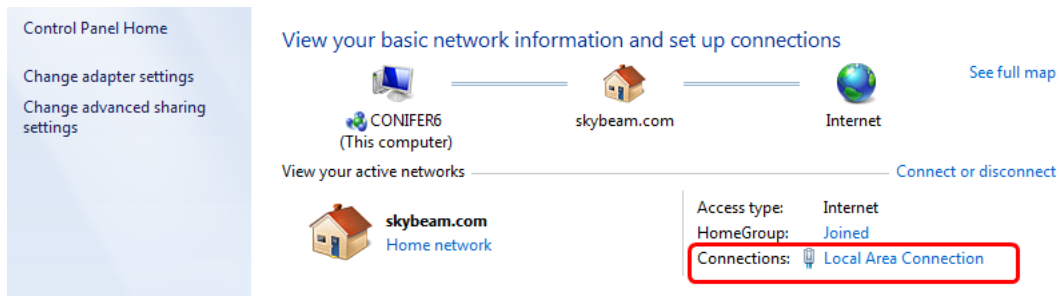 Control Panel Home
View your basic network information and set up connections
Change adapter settings
Change advanced sharing
settings
See full map
CONIFER6
(This computer)
skybeam.com
Internet
View your active networks
Connect or disconnect
skybeam.com
Home network
Access type: Internet
HomeGroup: Joined
Connections: Local Area Connection